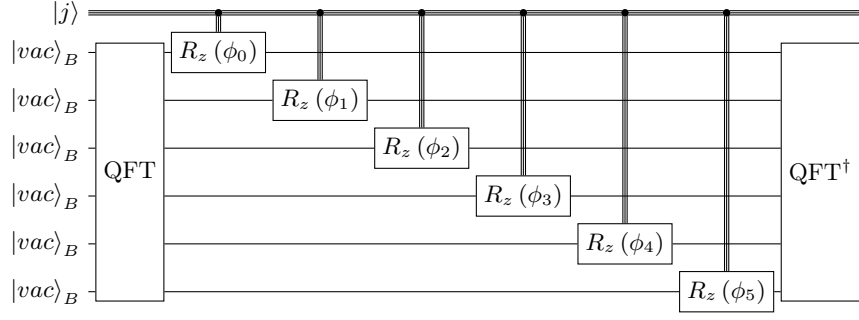 |j⟩
|vac⟩_B R_z (ϕ_0)
|vac⟩_B R_z (ϕ_1)
|vac⟩_B R_z (ϕ_2)
QFT QFT†
|vac⟩_B R_z (ϕ_3)
|vac⟩_B R_z (ϕ_4)
|vac⟩_B R_z (ϕ_5)